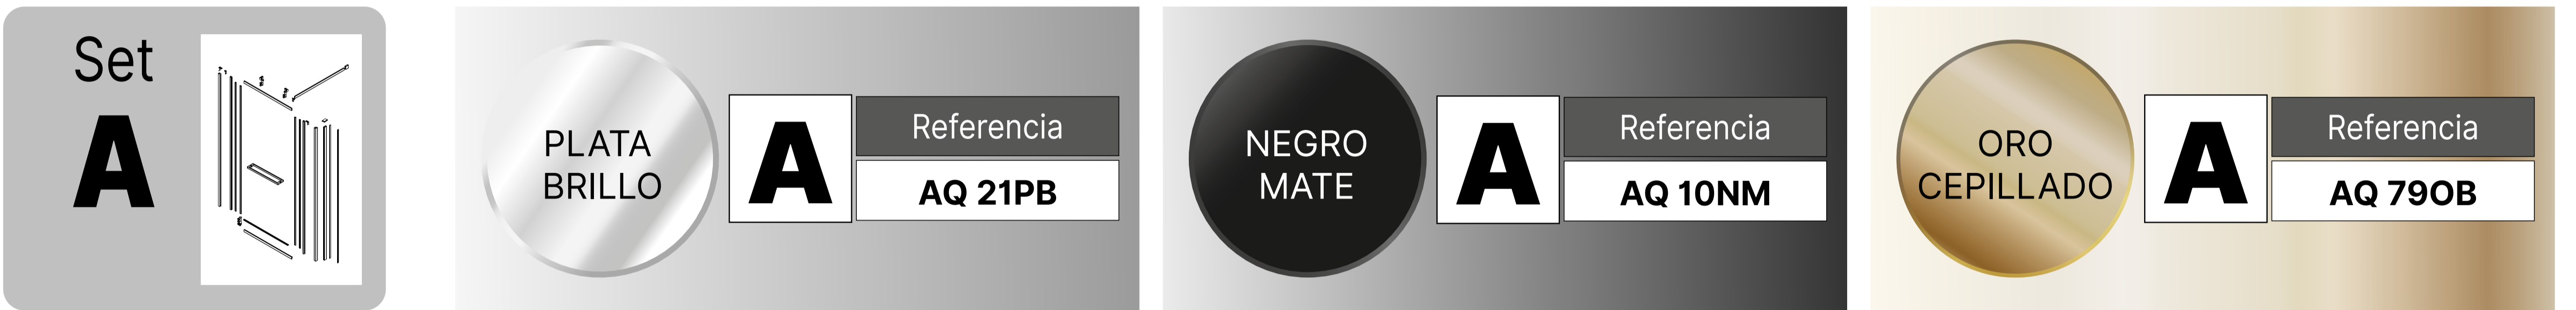 Set
A
PLATA
BRILLO
A
Referencia
AQ 21PB
NEGRO
MATE
A
Referencia
AQ 10NM
ORO
CEPILLADO
A
Referencia
AQ 79OB